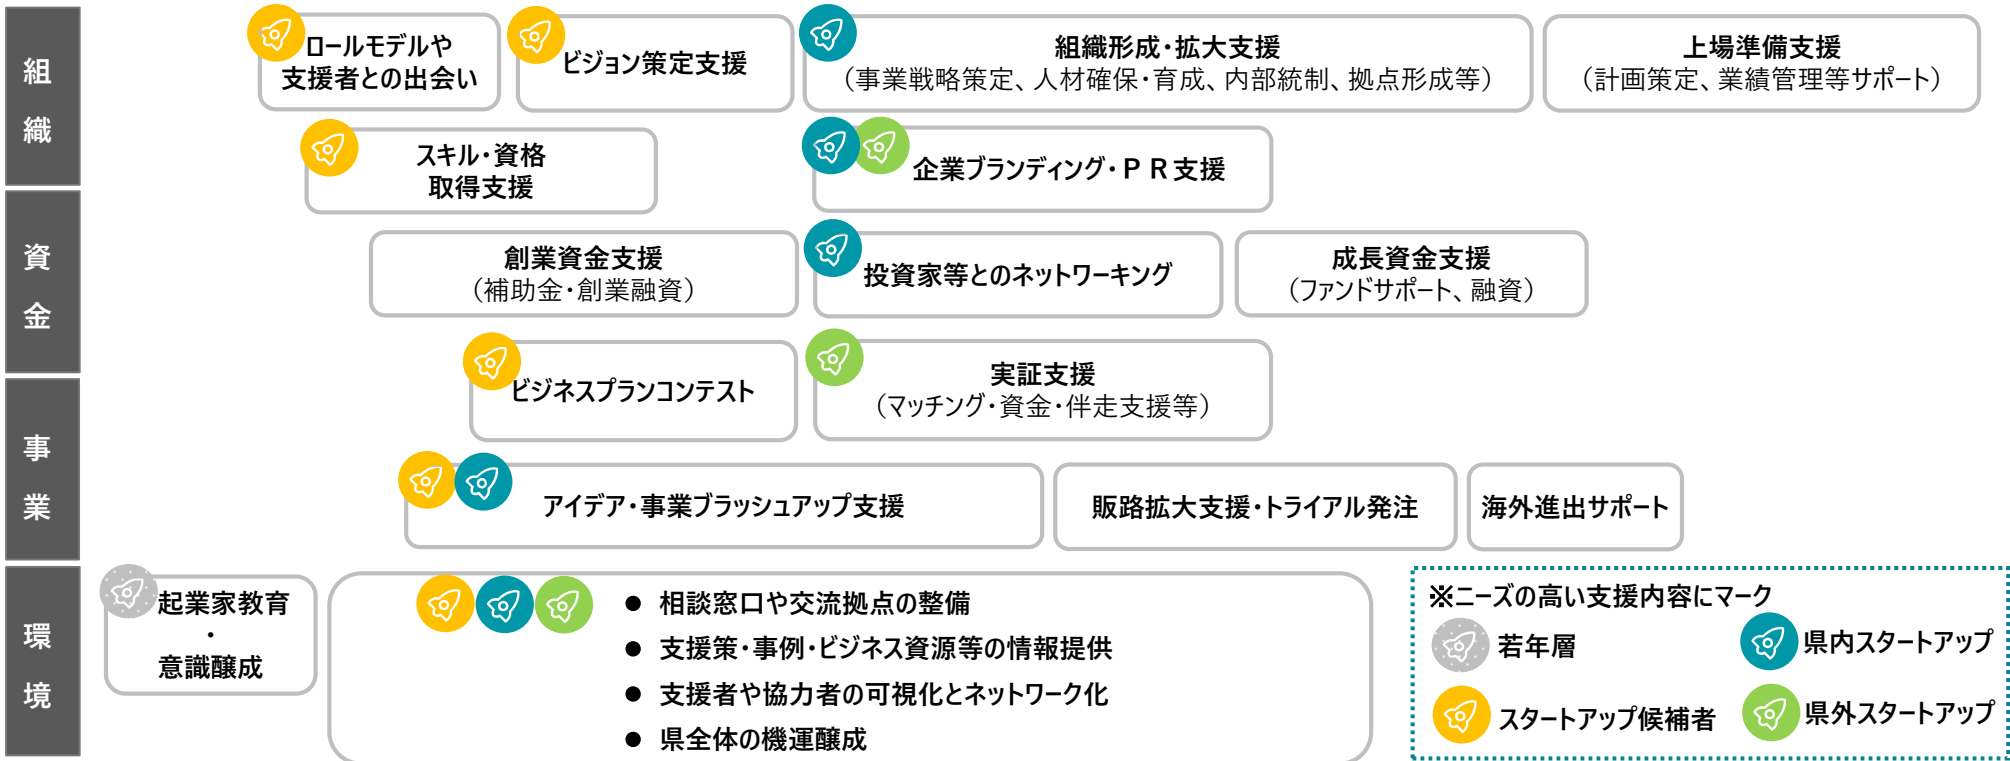 組織
ロールモデルや
支援者との出会い
ビジョン策定支援
組織形成・拡大支援
（事業戦略策定、人材確保・育成、内部統制、拠点形成等）
上場準備支援
（計画策定、業績管理等サポート）
スキル・資格
取得支援
企業ブランディング・ＰＲ支援
資金
創業資金支援
（補助金・創業融資）
投資家等とのネットワーキング
成長資金支援
（ファンドサポート、融資）
ビジネスプランコンテスト
実証支援
（マッチング・資金・伴走支援等）
事業
アイデア・事業ブラッシュアップ支援
販路拡大支援・トライアル発注
海外進出サポート
環境
起業家教育
・
意識醸成
● 相談窓口や交流拠点の整備
● 支援策・事例・ビジネス資源等の情報提供
● 支援者や協力者の可視化とネットワーク化
● 県全体の機運醸成
※ニーズの高い支援内容にマーク
若年層
県内スタートアップ
スタートアップ候補者
県外スタートアップ